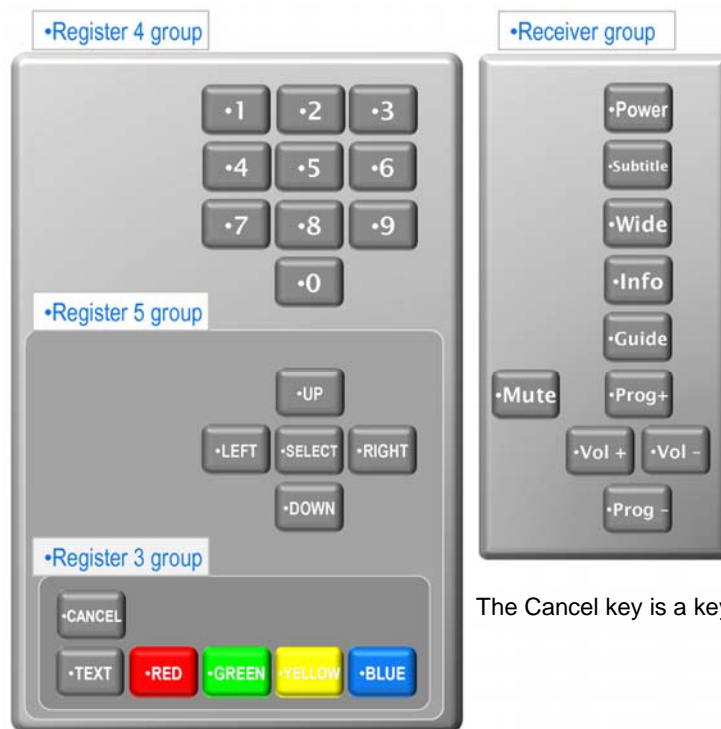 •Register 4 group
•1 •2 •3
•4 •5 •6
•7 •8 •9
•0
•Register 5 group
•UP
•LEFT •SELECT •RIGHT
•DOWN
•Register 3 group
•CANCEL
•TEXT •RED •GREEN •YELLOW •BLUE
•Receiver group
•Power
•Subtitle
•Wide
•Info
•Guide
•Mute •Prog+
•Vol + •Vol -
•Prog -
The Cancel key is a key